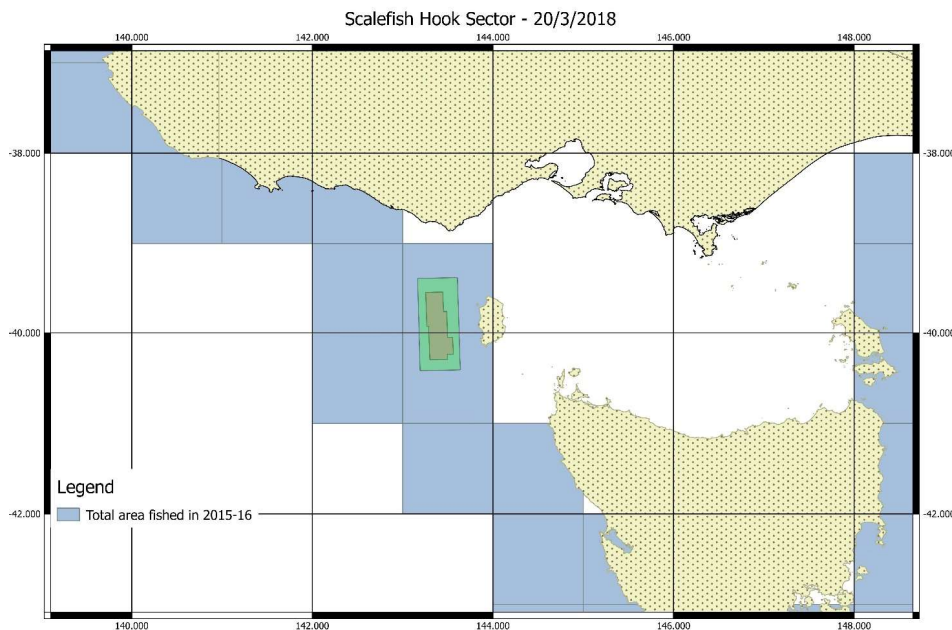 Scalefish Hook Sector - 20/3/2018
140.000 142.000 144.000 146.000 148.000
-38.000 -38.000
-40.000 -40.000
Legend
Total area fished in 2015-16
-42.000 -42.000
140.000 142.000 144.000 146.000 148.000